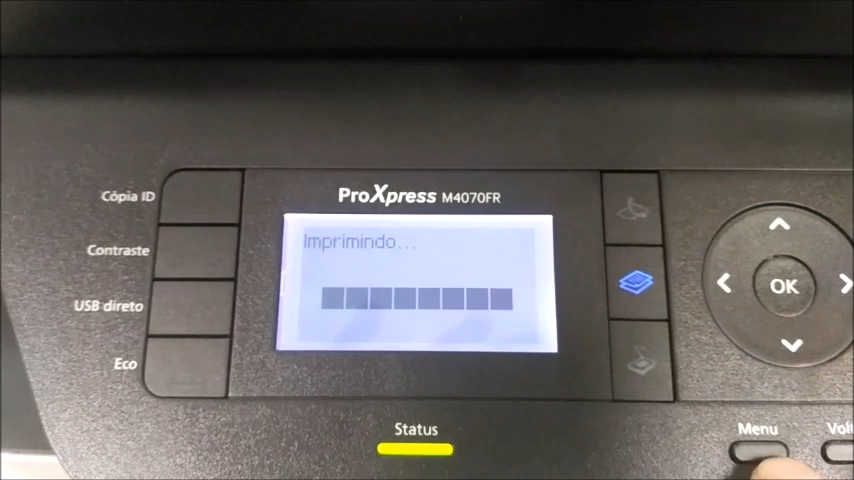 ProXpress M4070FR
Cópia ID
Imprimindo...
Contraste
USB direto
OK
Eco
Status
Menu